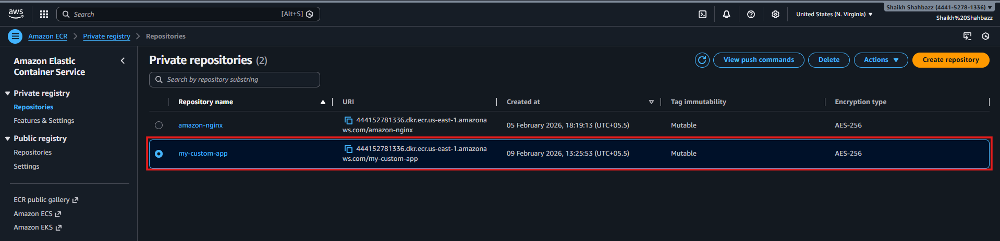 aws
Search
[Alt+S]
United States (N. Virginia)
Shaikh Shahbazz (4441-5278-1336)
Shaikh%20Shahbazz
Amazon ECR
Private registry
Repositories
Amazon Elastic
Container Service
Private registry
Repositories
Features & Settings
Public registry
Repositories
Settings
ECR public gallery
Amazon ECS
Amazon EKS
Private repositories (2)
View push commands
Delete
Actions
Create repository
Search by repository substring
Repository name
URI
Created at
Tag immutability
Encryption type
amazon-nginx
444152781336.dkr.ecr.us-east-1.amazona
ws.com/amazon-nginx
05 February 2026, 18:19:13 (UTC+05.5)
Mutable
AES-256
my-custom-app
444152781336.dkr.ecr.us-east-1.amazona
ws.com/my-custom-app
09 February 2026, 13:25:53 (UTC+05.5)
Mutable
AES-256